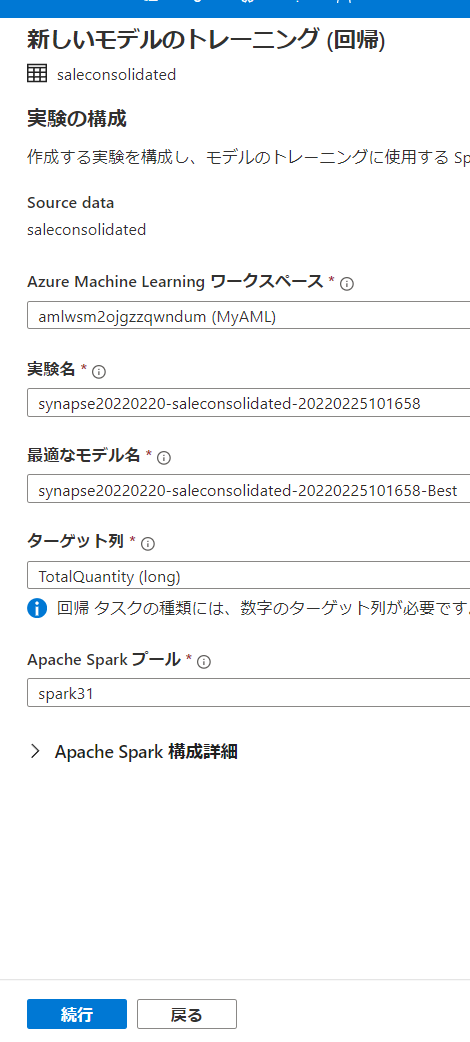 新しいモデルのトレーニング (回帰)
saleconsolidated
実験の構成
作成する実験を構成し、モデルのトレーニングに使用する Sp
Source data
saleconsolidated
Azure Machine Learning ワークスペース *
amlwsm2ojgzzqwndum (MyAML)
実験名 *
synapse20220220-saleconsolidated-20220225101658
最適なモデル名 *
synapse20220220-saleconsolidated-20220225101658-Best
ターゲット列 *
TotalQuantity (long)
回帰 タスクの種類には、数字のターゲット列が必要です。
Apache Spark プール *
spark31
Apache Spark 構成詳細
続行
戻る